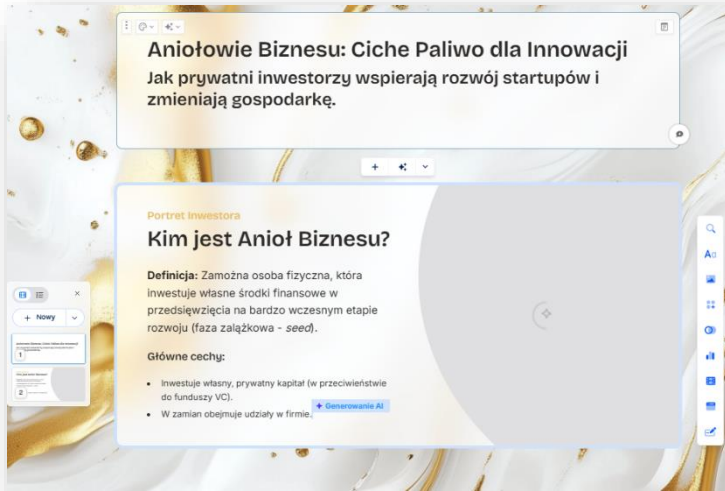 Aniołowie Biznesu: Ciche Paliwo dla Innowacji
Jak prywatni inwestorzy wspierają rozwój startupów i
zmieniają gospodarkę.
Portret Inwestora
Kim jest Anioł Biznesu?
Definicja: Zamożna osoba fizyczna, która
inwestuje własne środki finansowe w
przedsięwzięcia na bardzo wczesnym etapie
rozwoju (faza zalążkowa - seed).
Główne cechy:
Inwestuje własny, prywatny kapitał (w przeciwieństwie
do funduszy VC).
W zamian obejmuje udziały w firmie.
Generowanie AI
+ Nowy
1
2